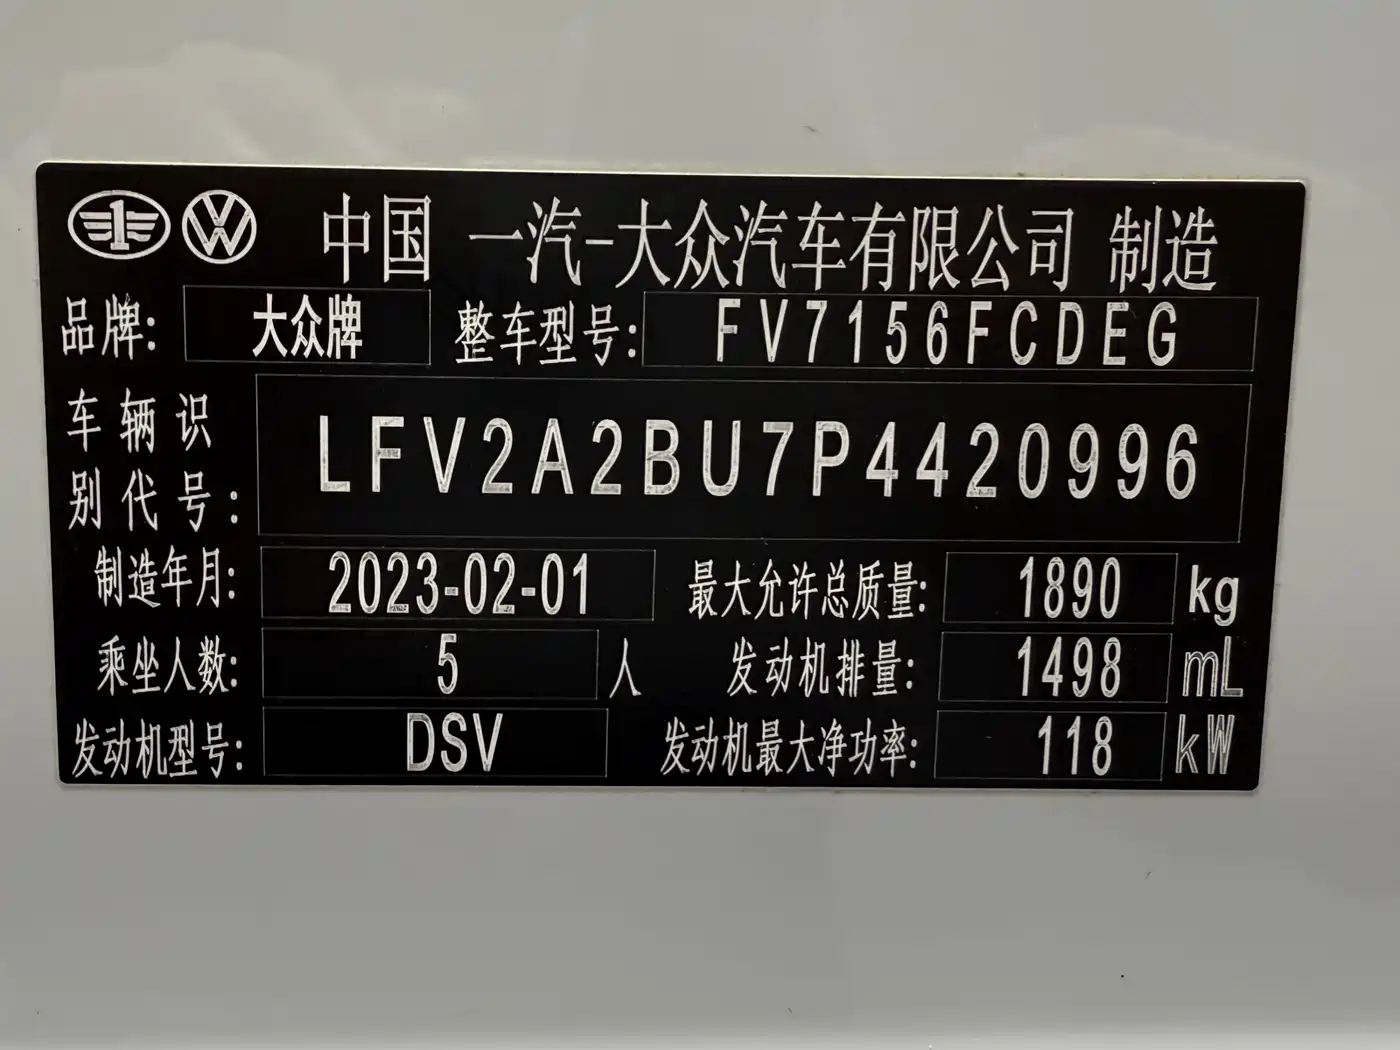 中国 一汽-大众汽车有限公司 制造
品牌: 大众牌 整车型号: FV7156FCDEG
车辆识别代号: LFV2A2BU7P4420996
制造年月: 2023-02-01 最大允许总质量: 1890 kg
乘坐人数: 5 人 发动机排量: 1498 mL
发动机型号: DSV 发动机最大净功率: 118 kW